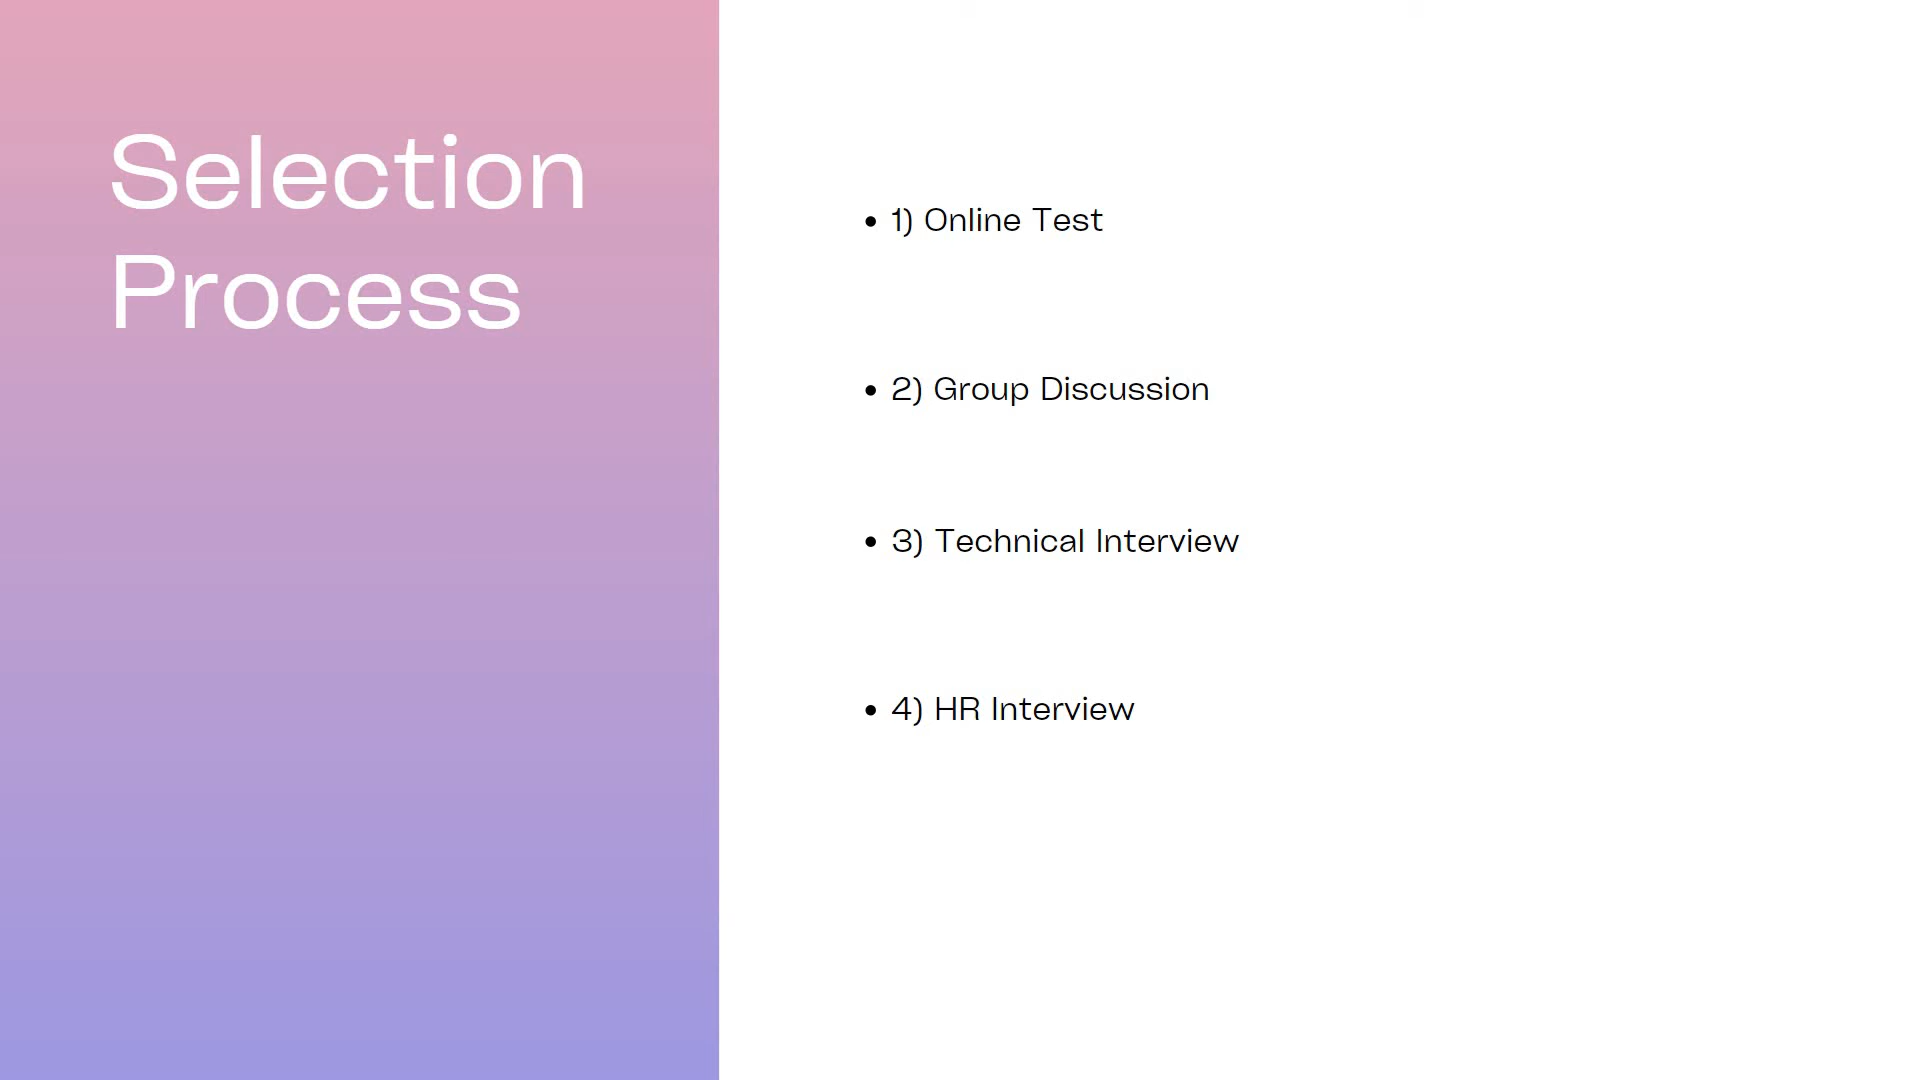 Selection
Process
• 1) Online Test
• 2) Group Discussion
• 3) Technical Interview
• 4) HR Interview